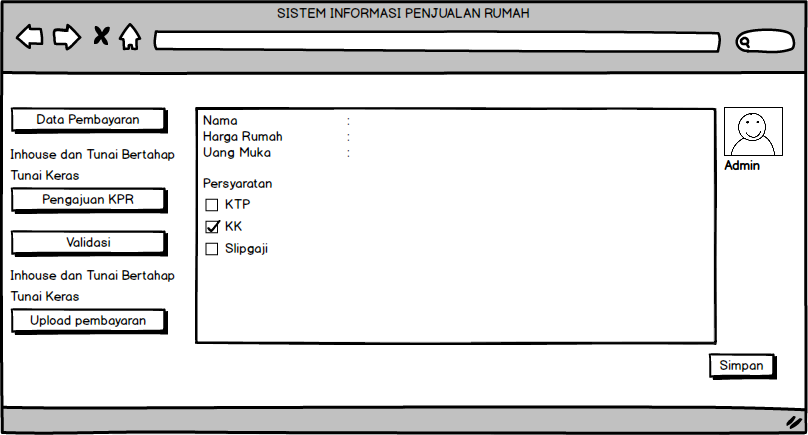 SISTEM INFORMASI PENJUALAN RUMAH
Data Pembayaran
Inhouse dan Tunai Bertahap
Tunai Keras
Pengajuan KPR
Validasi
Inhouse dan Tunai Bertahap
Tunai Keras
Upload pembayaran
Nama :
Harga Rumah :
Uang Muka :
Persyaratan
KTP
KK
Slipgaji
Admin
Simpan